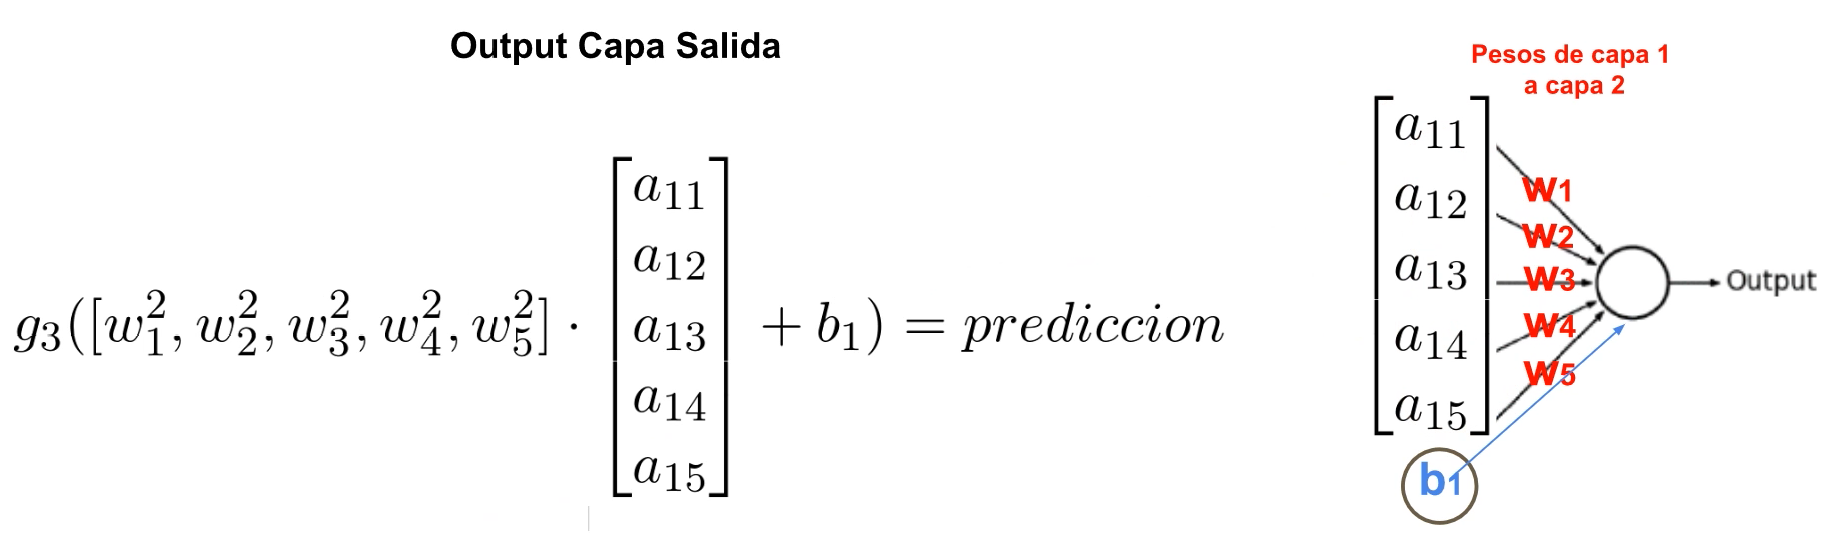 Output Capa Salida
g₃([w₁², w₂², w₃², w₄², w₅²] · [a₁₁ a₁₂ a₁₃ a₁₄ a₁₅] + b₁) = prediccion
Pesos de capa 1
a capa 2
a₁₁
a₁₂
a₁₃
a₁₄
a₁₅
W1
W2
W3
W4
W5
b1
Output